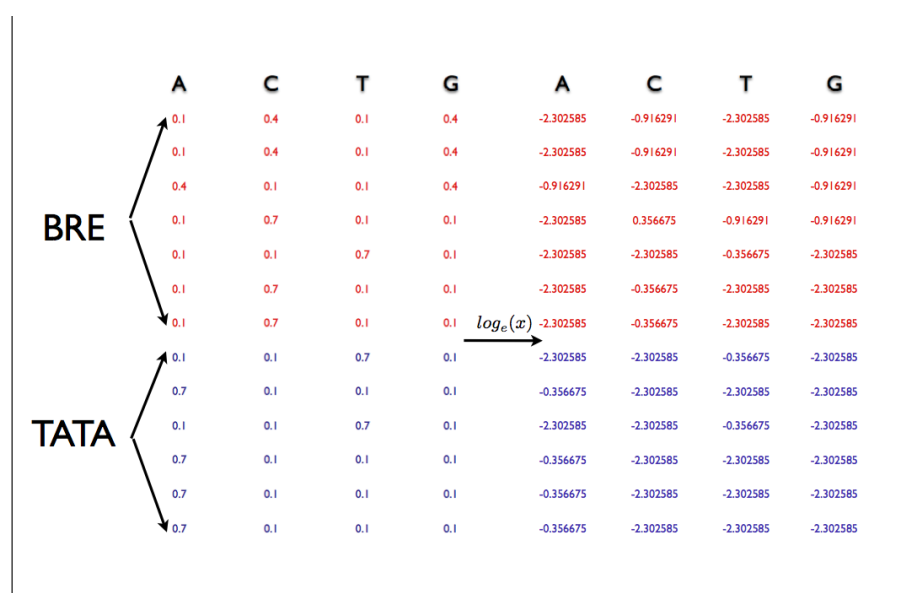 A C T G A C T G
0.1 0.4 0.1 0.4 -2.302585 -0.916291 -2.302585 -0.916291
0.1 0.4 0.1 0.4 -2.302585 -0.916291 -2.302585 -0.916291
0.4 0.1 0.1 0.4 -0.916291 -2.302585 -2.302585 -0.916291
BRE 0.1 0.7 0.1 0.1 -2.302585 0.356675 -0.916291 -0.916291
0.1 0.1 0.7 0.1 -2.302585 -2.302585 -0.356675 -2.302585
0.1 0.7 0.1 0.1 -2.302585 -0.356675 -2.302585 -2.302585
0.1 0.7 0.1 0.1 log_e(x) -2.302585 -0.356675 -2.302585 -2.302585
0.1 0.1 0.7 0.1 -2.302585 -2.302585 -0.356675 -2.302585
0.7 0.1 0.1 0.1 -0.356675 -2.302585 -2.302585 -2.302585
TATA 0.1 0.1 0.7 0.1 -2.302585 -2.302585 -0.356675 -2.302585
0.7 0.1 0.1 0.1 -0.356675 -2.302585 -2.302585 -2.302585
0.7 0.1 0.1 0.1 -0.356675 -2.302585 -2.302585 -2.302585
0.7 0.1 0.1 0.1 -0.356675 -2.302585 -2.302585 -2.302585